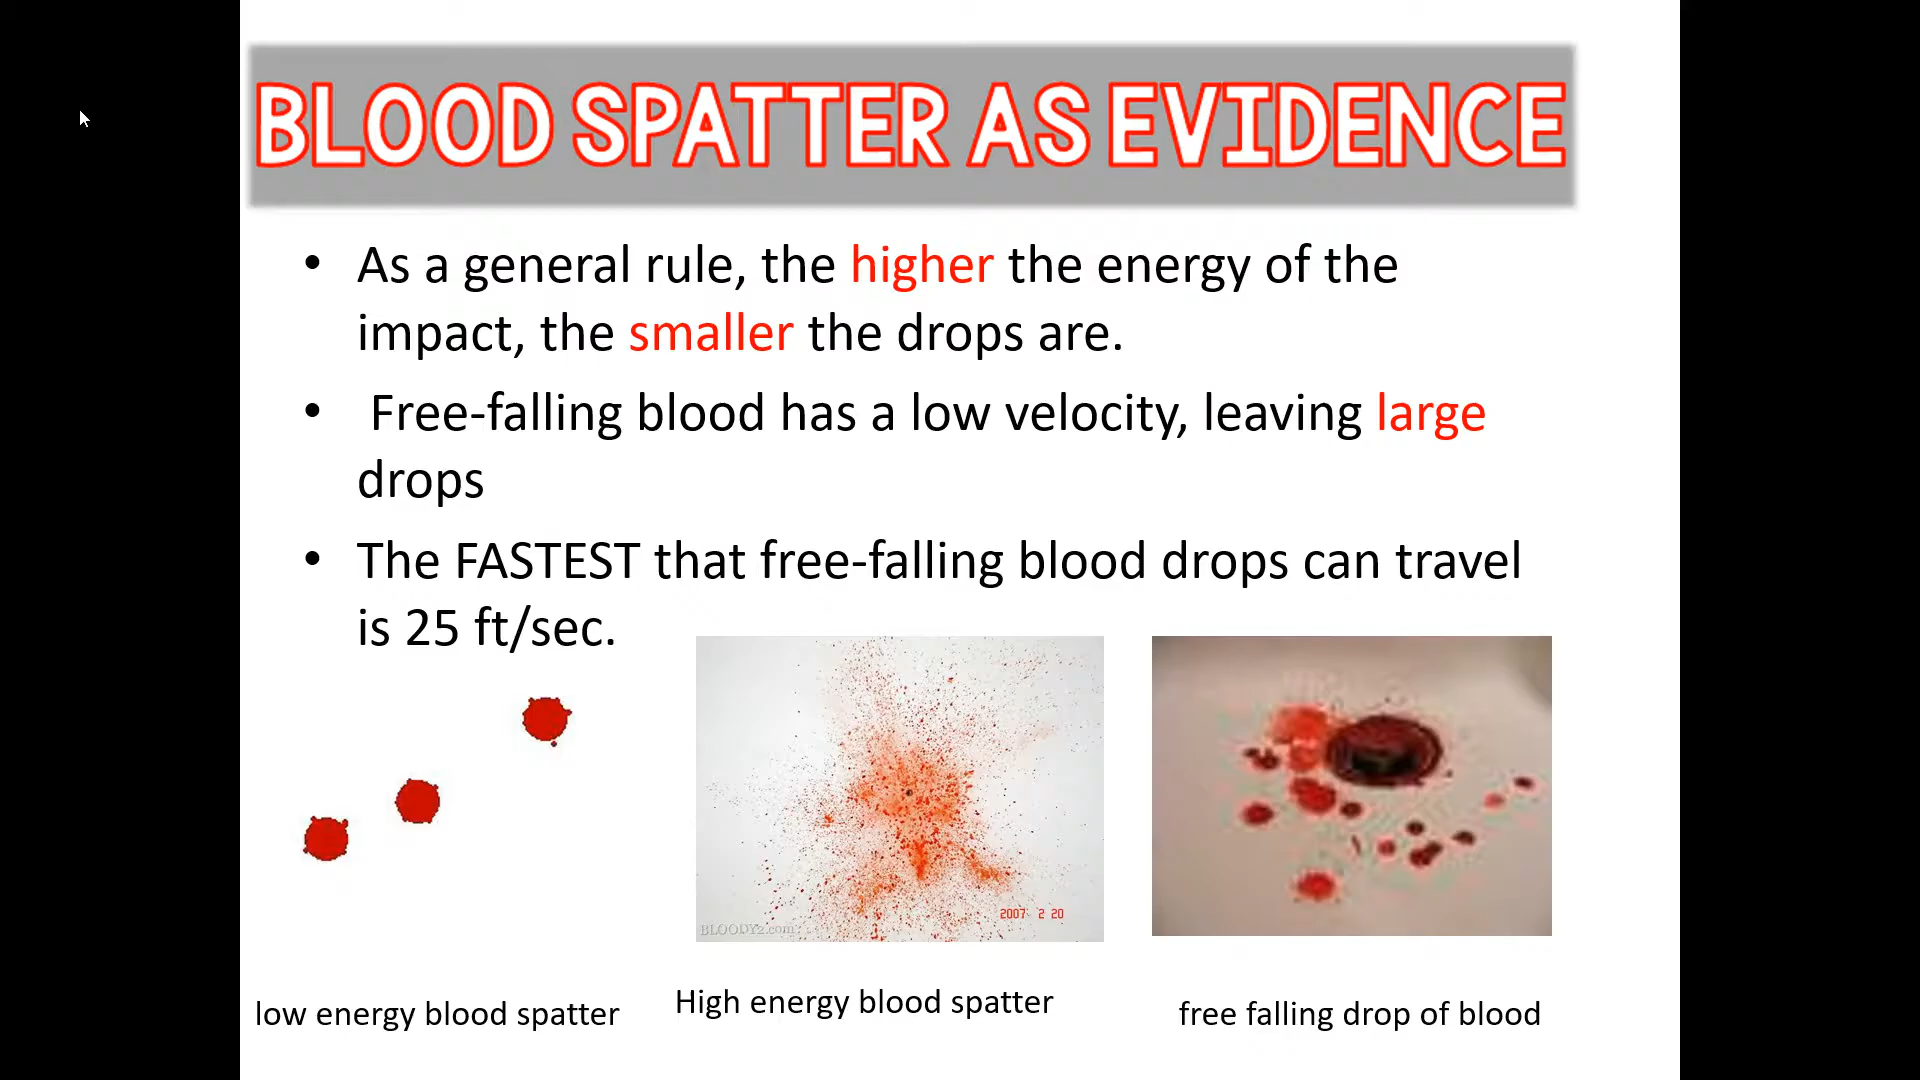 BLOOD SPATTER AS EVIDENCE
• As a general rule, the higher the energy of the
impact, the smaller the drops are.
• Free-falling blood has a low velocity, leaving large
drops
• The FASTEST that free-falling blood drops can travel
is 25 ft/sec.
2007 2 20
BLOODY2.com
low energy blood spatter
High energy blood spatter
free falling drop of blood